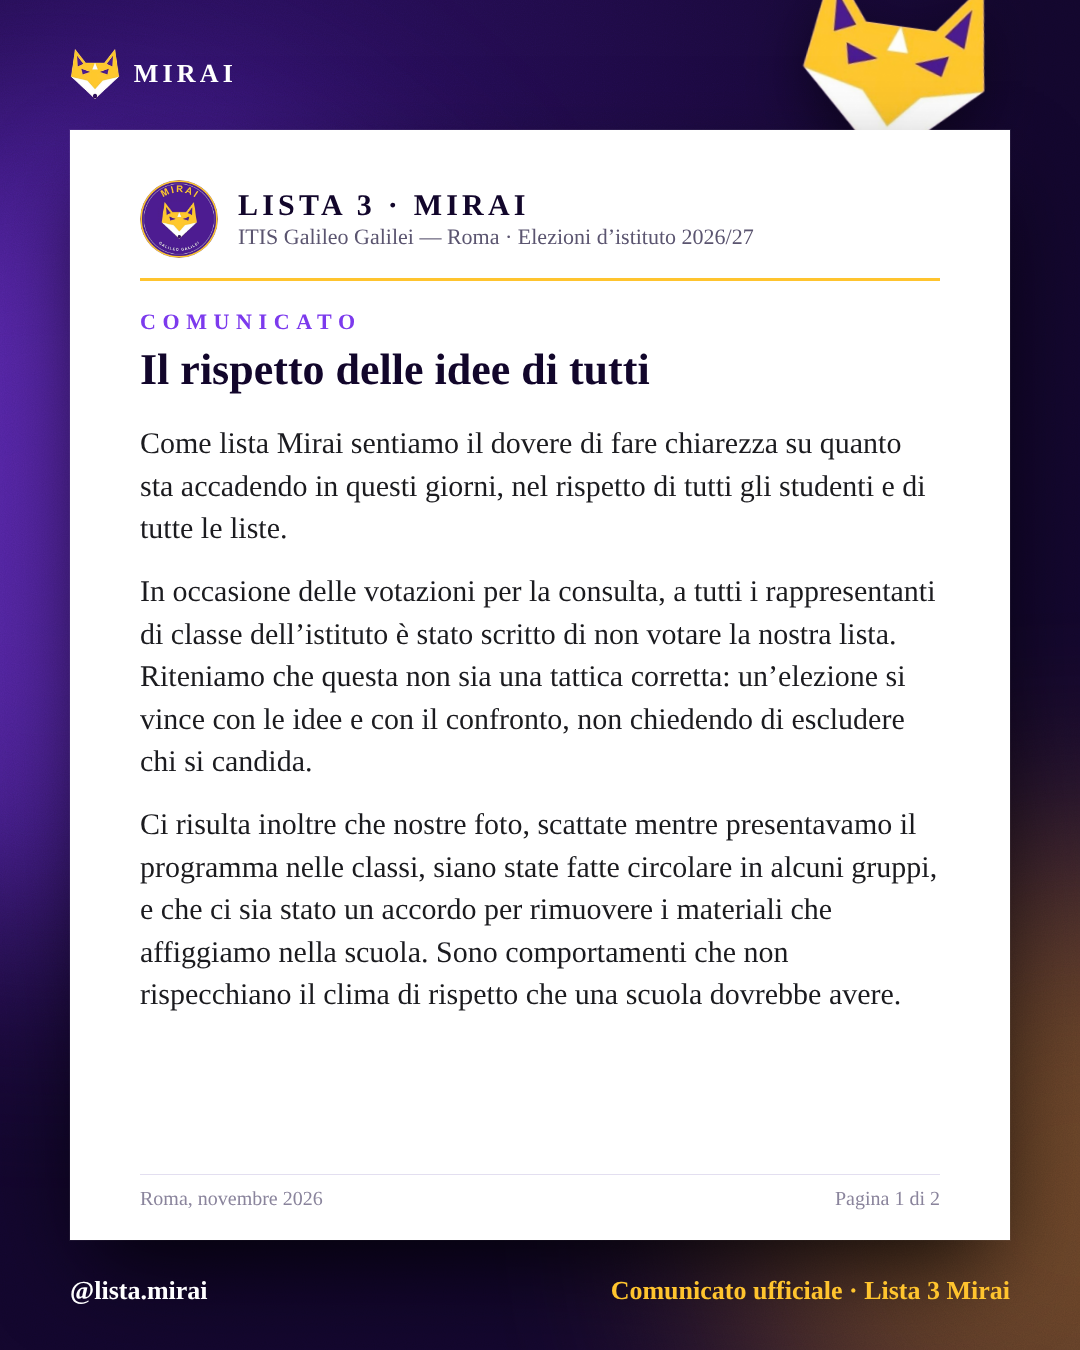 MIRAI
MIRAI
GALILEO GALILEI
LISTA 3 · MIRAI
ITIS Galileo Galilei — Roma · Elezioni d’istituto 2026/27
COMUNICATO
Il rispetto delle idee di tutti
Come lista Mirai sentiamo il dovere di fare chiarezza su quanto
sta accadendo in questi giorni, nel rispetto di tutti gli studenti e di
tutte le liste.
In occasione delle votazioni per la consulta, a tutti i rappresentanti
di classe dell’istituto è stato scritto di non votare la nostra lista.
Riteniamo che questa non sia una tattica corretta: un’elezione si
vince con le idee e con il confronto, non chiedendo di escludere
chi si candida.
Ci risulta inoltre che nostre foto, scattate mentre presentavamo il
programma nelle classi, siano state fatte circolare in alcuni gruppi,
e che ci sia stato un accordo per rimuovere i materiali che
affiggiamo nella scuola. Sono comportamenti che non
rispecchiano il clima di rispetto che una scuola dovrebbe avere.
Roma, novembre 2026
Pagina 1 di 2
@lista.mirai
Comunicato ufficiale · Lista 3 Mirai